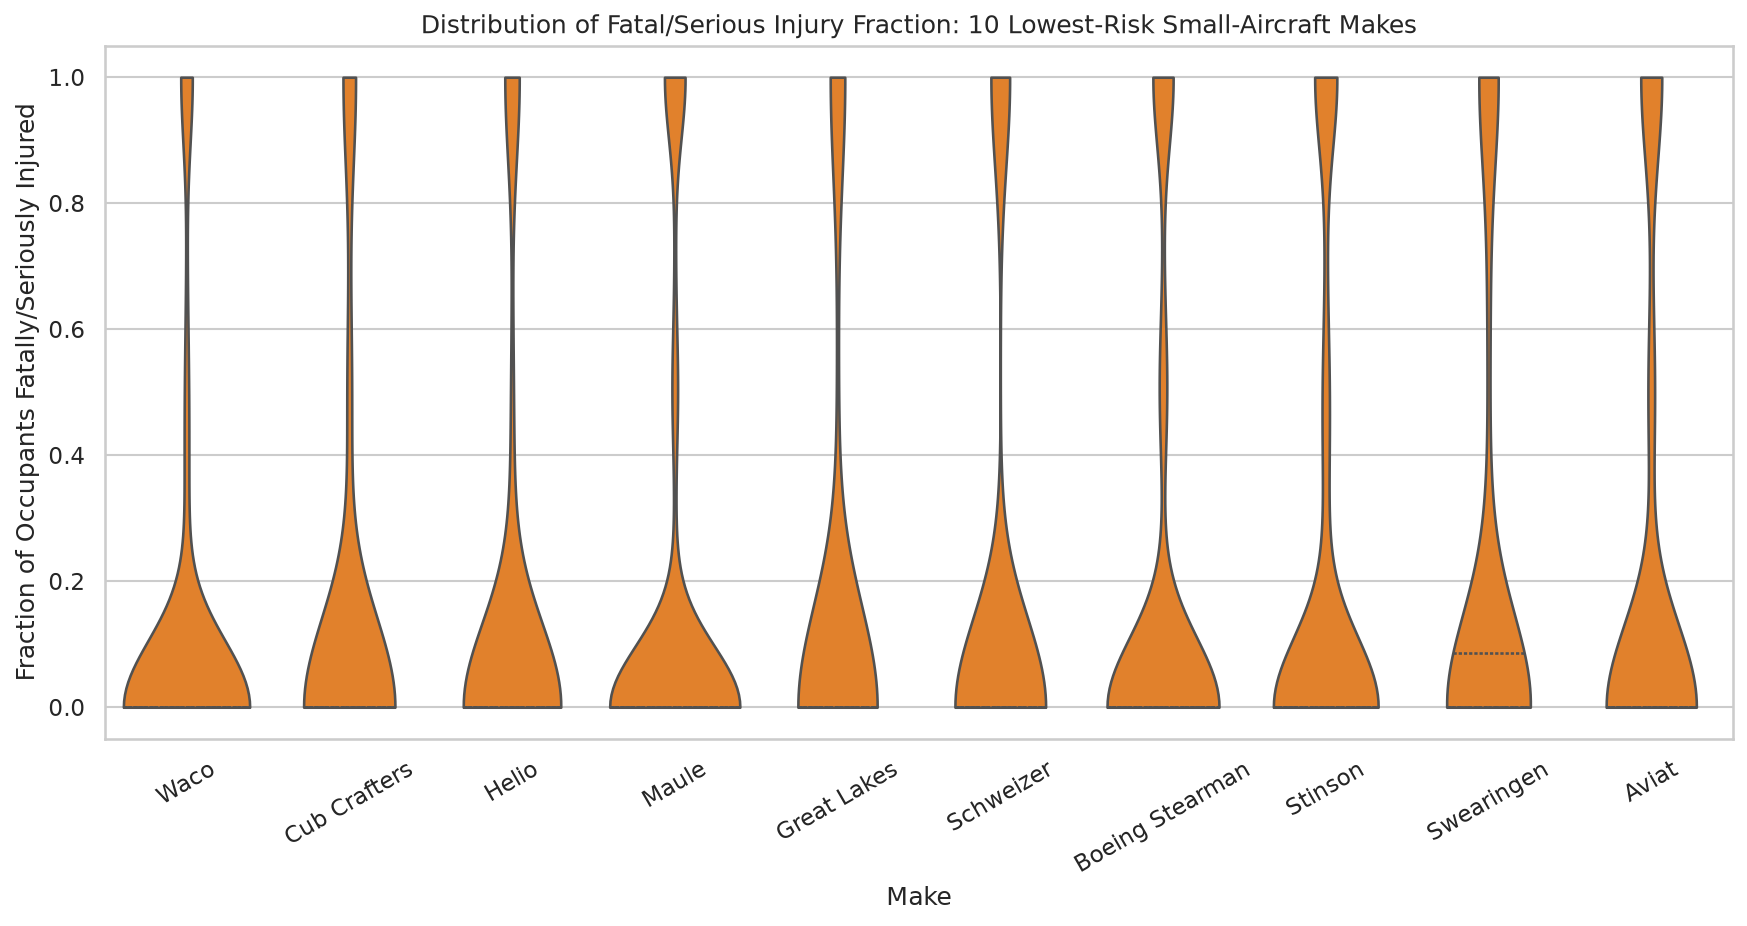 Distribution of Fatal/Serious Injury Fraction: 10 Lowest-Risk Small-Aircraft Makes
Fraction of Occupants Fatally/Seriously Injured
1.0
0.8
0.6
0.4
0.2
0.0
Waco
Cub Crafters
Helio
Maule
Great Lakes
Schweizer
Boeing Stearman
Stinson
Swearingen
Aviat
Make